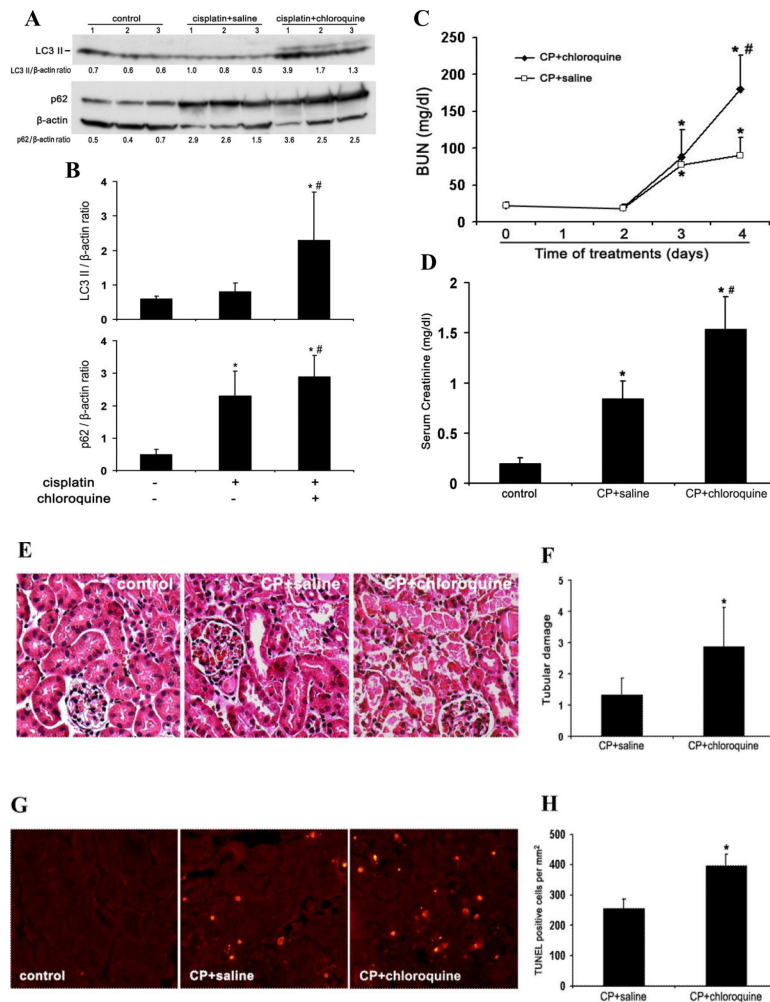 A
control cisplatin+saline cisplatin+chloroquine
1 2 3 1 2 3 1 2 3
LC3 II
LC3 II/β-actin ratio 0.7 0.6 0.6 1.0 0.8 0.5 3.9 1.7 1.3
p62
β-actin
p62/β-actin ratio 0.5 0.4 0.7 2.9 2.6 1.5 3.6 2.5 2.5
B
LC3 II / β-actin ratio
4
3
2
1
0
* #
p62 / β-actin ratio
4
3
2
1
0
*
* #
cisplatin - + +
chloroquine - - +
C
CP+chloroquine
CP+saline
BUN (mg/dl)
250
200
150
100
50
0
* #
*
*
*
0 1 2 3 4
Time of treatments (days)
D
Serum Creatinine (mg/dl)
2
1.5
1
0.5
0
*
* #
control CP+saline CP+chloroquine
E
control CP+saline CP+chloroquine
F
Tubular damage
5
4
3
2
1
0
*
CP+saline CP+chloroquine
G
control CP+saline CP+chloroquine
H
TUNEL positive cells per mm²
500
400
300
200
100
0
*
CP+saline CP+chloroquine